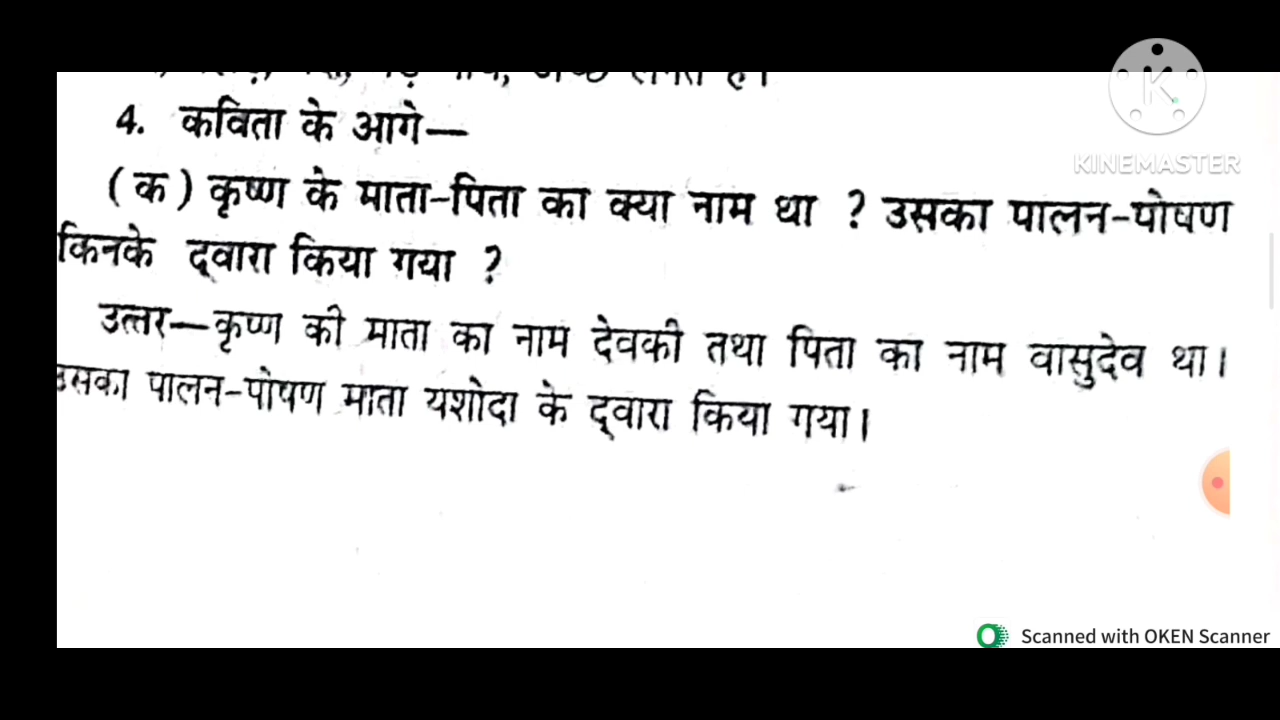 4. कविता के आगे—
KINEMASTER
(क) कृष्ण के माता-पिता का क्या नाम था ? उसका पालन-पोषण
किनके द्वारा किया गया ?
उत्तर—कृष्ण की माता का नाम देवकी तथा पिता का नाम वासुदेव था।
उसका पालन-पोषण माता यशोदा के द्वारा किया गया।
Scanned with OKEN Scanner